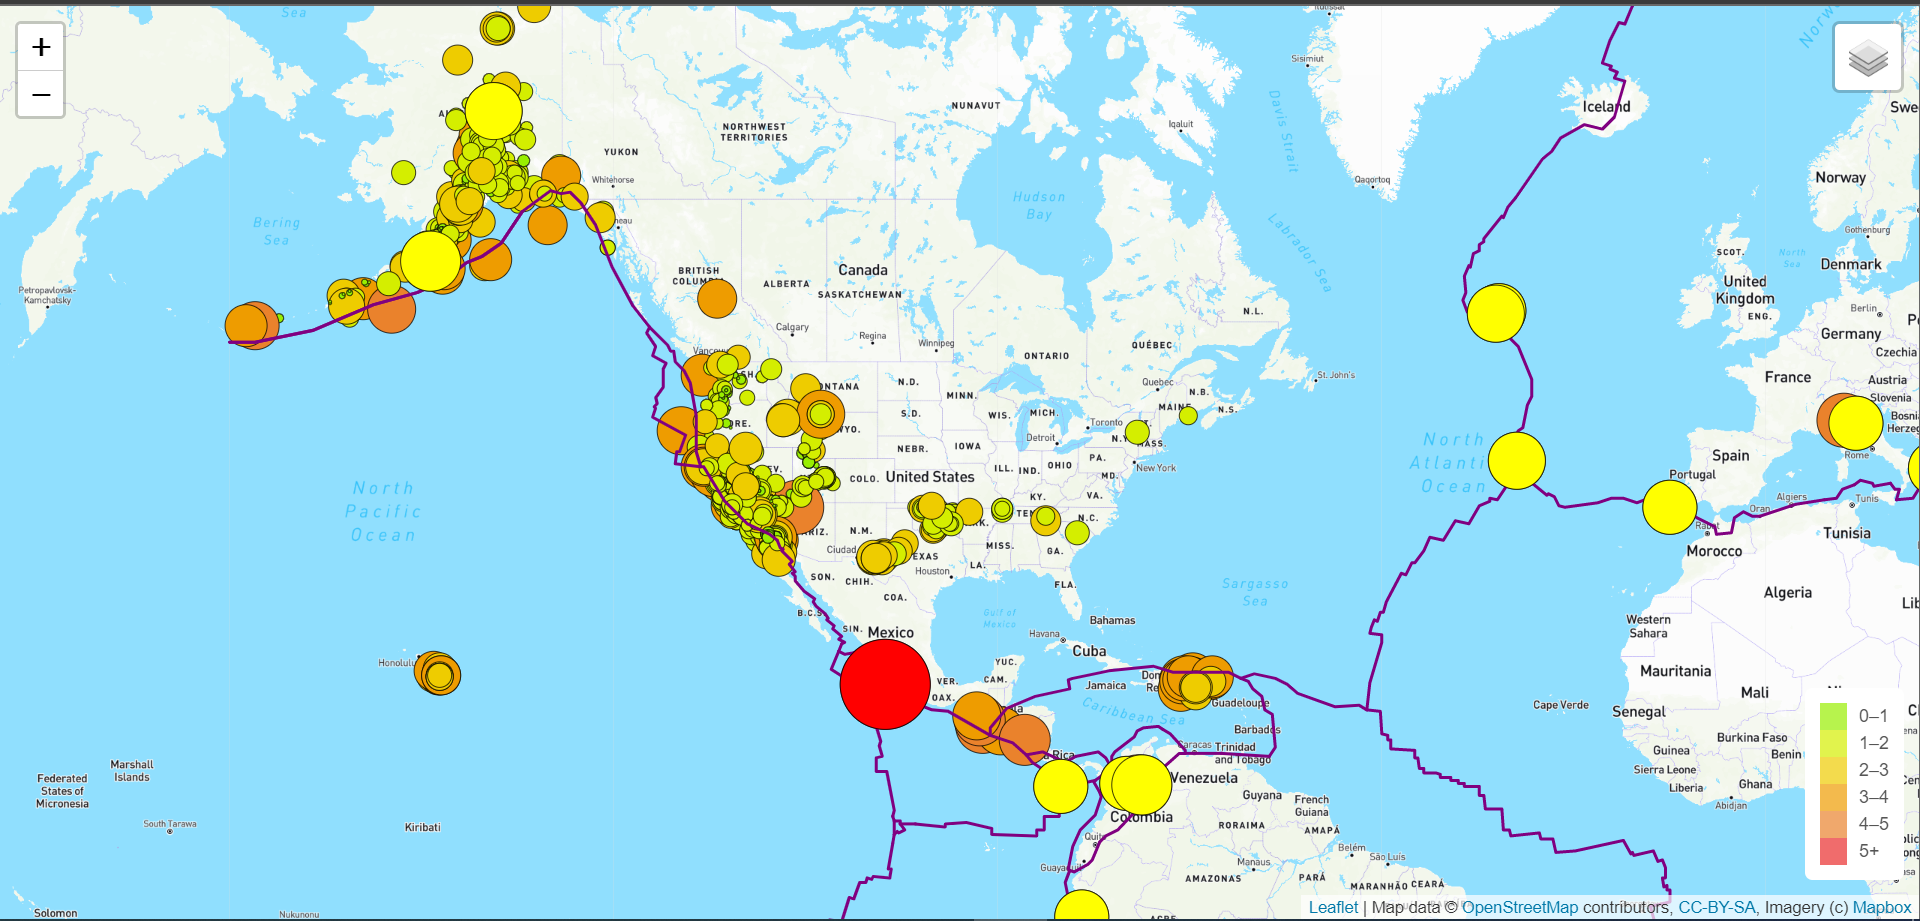 Sea
+
−
Ilulissat
Sismiut
NUNAVUT
Iceland
Swe
NORTHWEST
TERRITORIES
Iqaluit
Davis Strait
YUKON
Whitehorse
Qaqortoq
Norway
Hudson
Bay
Bering
Sea
Labrador Sea
Gothenburg
SCOT.
North
Sea
Denmark
Canada
BRITISH
ALBERTA
SASKATCHEWAN
United
Kingdom
Petropavlovsk-
Kamchatsky
N.L.
Berlin
ENG.
Calgary
Regina
Winnipeg
Germany
QUÉBEC
ONTARIO
Czechia
St. John's
France
Austria
N.D.
Quebec
N.B.
Slovenia
MINN.
MAINE
N.S.
S.D.
WIS.
MICH.
Toronto
Detroit
NEBR.
IOWA
PA.
Spain
Rome
ILL.
IND.
OHIO
New York
COLO.
United States
MD.
Portugal
North
Pacific
Ocean
North
Ocean
KY.
VA.
Algiers
Tunis
Oran
N.C.
Rabat
Tunisia
N.M.
MISS.
GA.
Morocco
Ciudad
LA.
Houston
SON.
CHIH.
FLA.
Sargasso
Sea
Algeria
COA.
B.C.S.
Gulf of
Mexico
Bahamas
Western
Sahara
SIN.
Mexico
Havana
Cuba
Honolulu
YUC.
CAM.
VER.
OAX.
Jamaica
Mauritania
Mali
Guadeloupe
Caribbean Sea
Cape Verde
Senegal
0–1
Barbados
Burkina Faso
1–2
Caracas
Trinidad
and Tobago
Guinea
Benin
Marshall
Islands
Federated
States of
Micronesia
Venezuela
Sierra Leone
2–3
Liberia
Ghana
Guyana
French
Guiana
3–4
Abidjan
Colombia
South Tarawa
Kiribati
RORAIMA
AMAPÁ
4–5
Quito
Belém
São Luís
5+
Guayaquil
Manaus
AMAZONAS
PARÁ
MARANHÃO
CEARÁ
Solomon
Nukunonu
ACRE
Leaflet | Map data © OpenStreetMap contributors, CC-BY-SA, Imagery (c) Mapbox